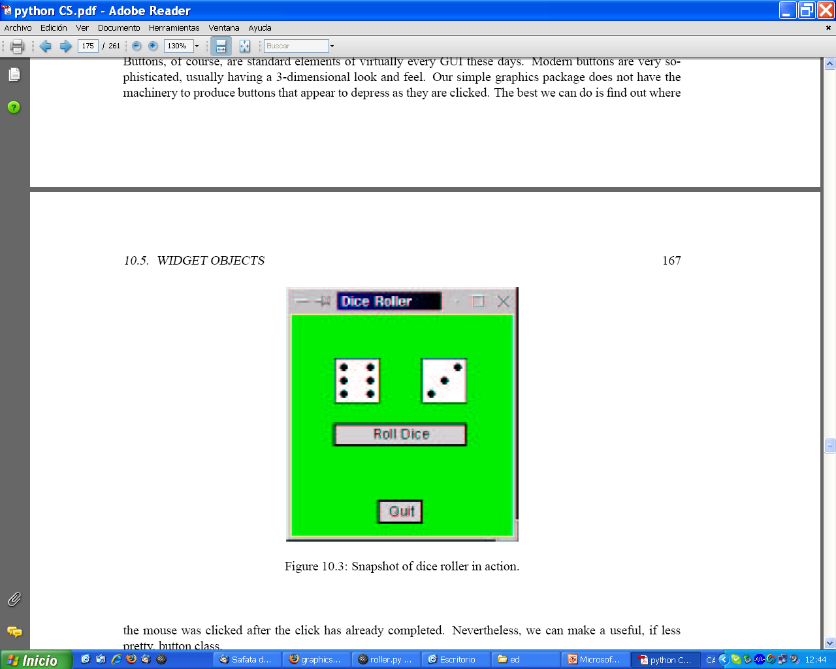 python CS.pdf - Adobe Reader
Archivo Edición Ver Documento Herramientas Ventana Ayuda
175 / 261 130% Buscar
Buttons, of course, are standard elements of virtually every GUI these days. Modern buttons are very so-
phisticated, usually having a 3-dimensional look and feel. Our simple graphics package does not have the
machinery to produce buttons that appear to depress as they are clicked. The best we can do is find out where
10.5. WIDGET OBJECTS 167
Dice Roller
Roll Dice
Quit
Figure 10.3: Snapshot of dice roller in action.
the mouse was clicked after the click has already completed. Nevertheless, we can make a useful, if less
pretty, button class.
Inicio Safata d... graphics... roller.py ... Escritorio ed Microsof... python C... CA 12:44